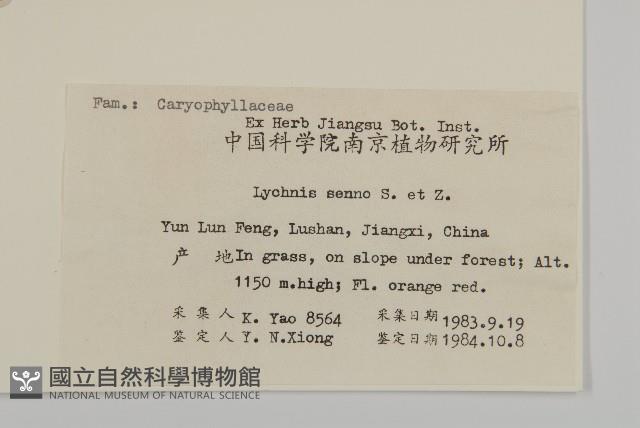 Fam.: Caryophyllaceae
Ex Herb Jiangsu Bot. Inst.
中国科学院南京植物研究所
Lychnis senno S. et Z.
Yun Lun Feng, Lushan, Jiangxi, China
产 地 In grass, on slope under forest; Alt.
1150 m.high; Fl. orange red.
采 集 人 K. Yao 8564 采集日期 1983.9.19
鉴 定 人 Y. N.Xiong 鉴定日期 1984.10.8
國立自然科學博物館
NATIONAL MUSEUM OF NATURAL SCIENCE